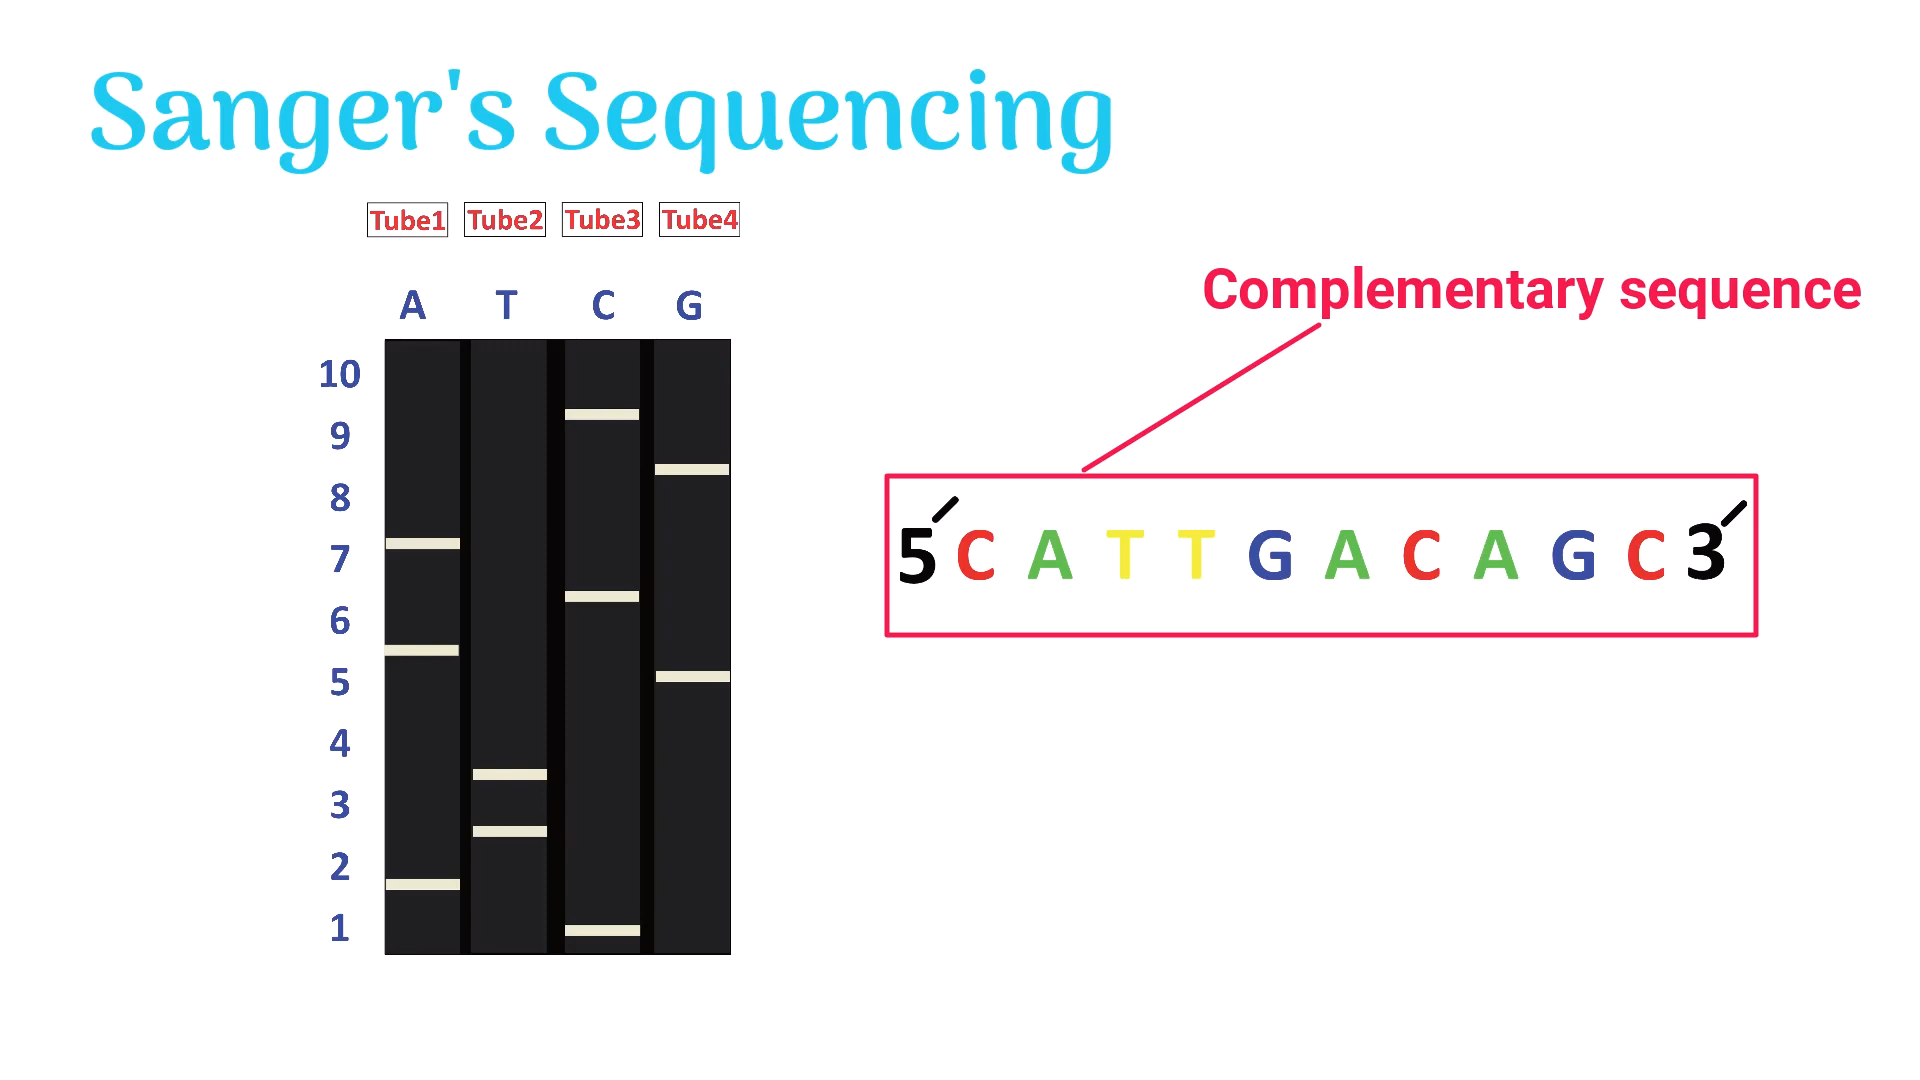 Sanger's Sequencing
Tube1 Tube2 Tube3 Tube4
A T C G
10
9
8
7
6
5
4
3
2
1
Complementary sequence
5′ C A T T G A C A G C 3′